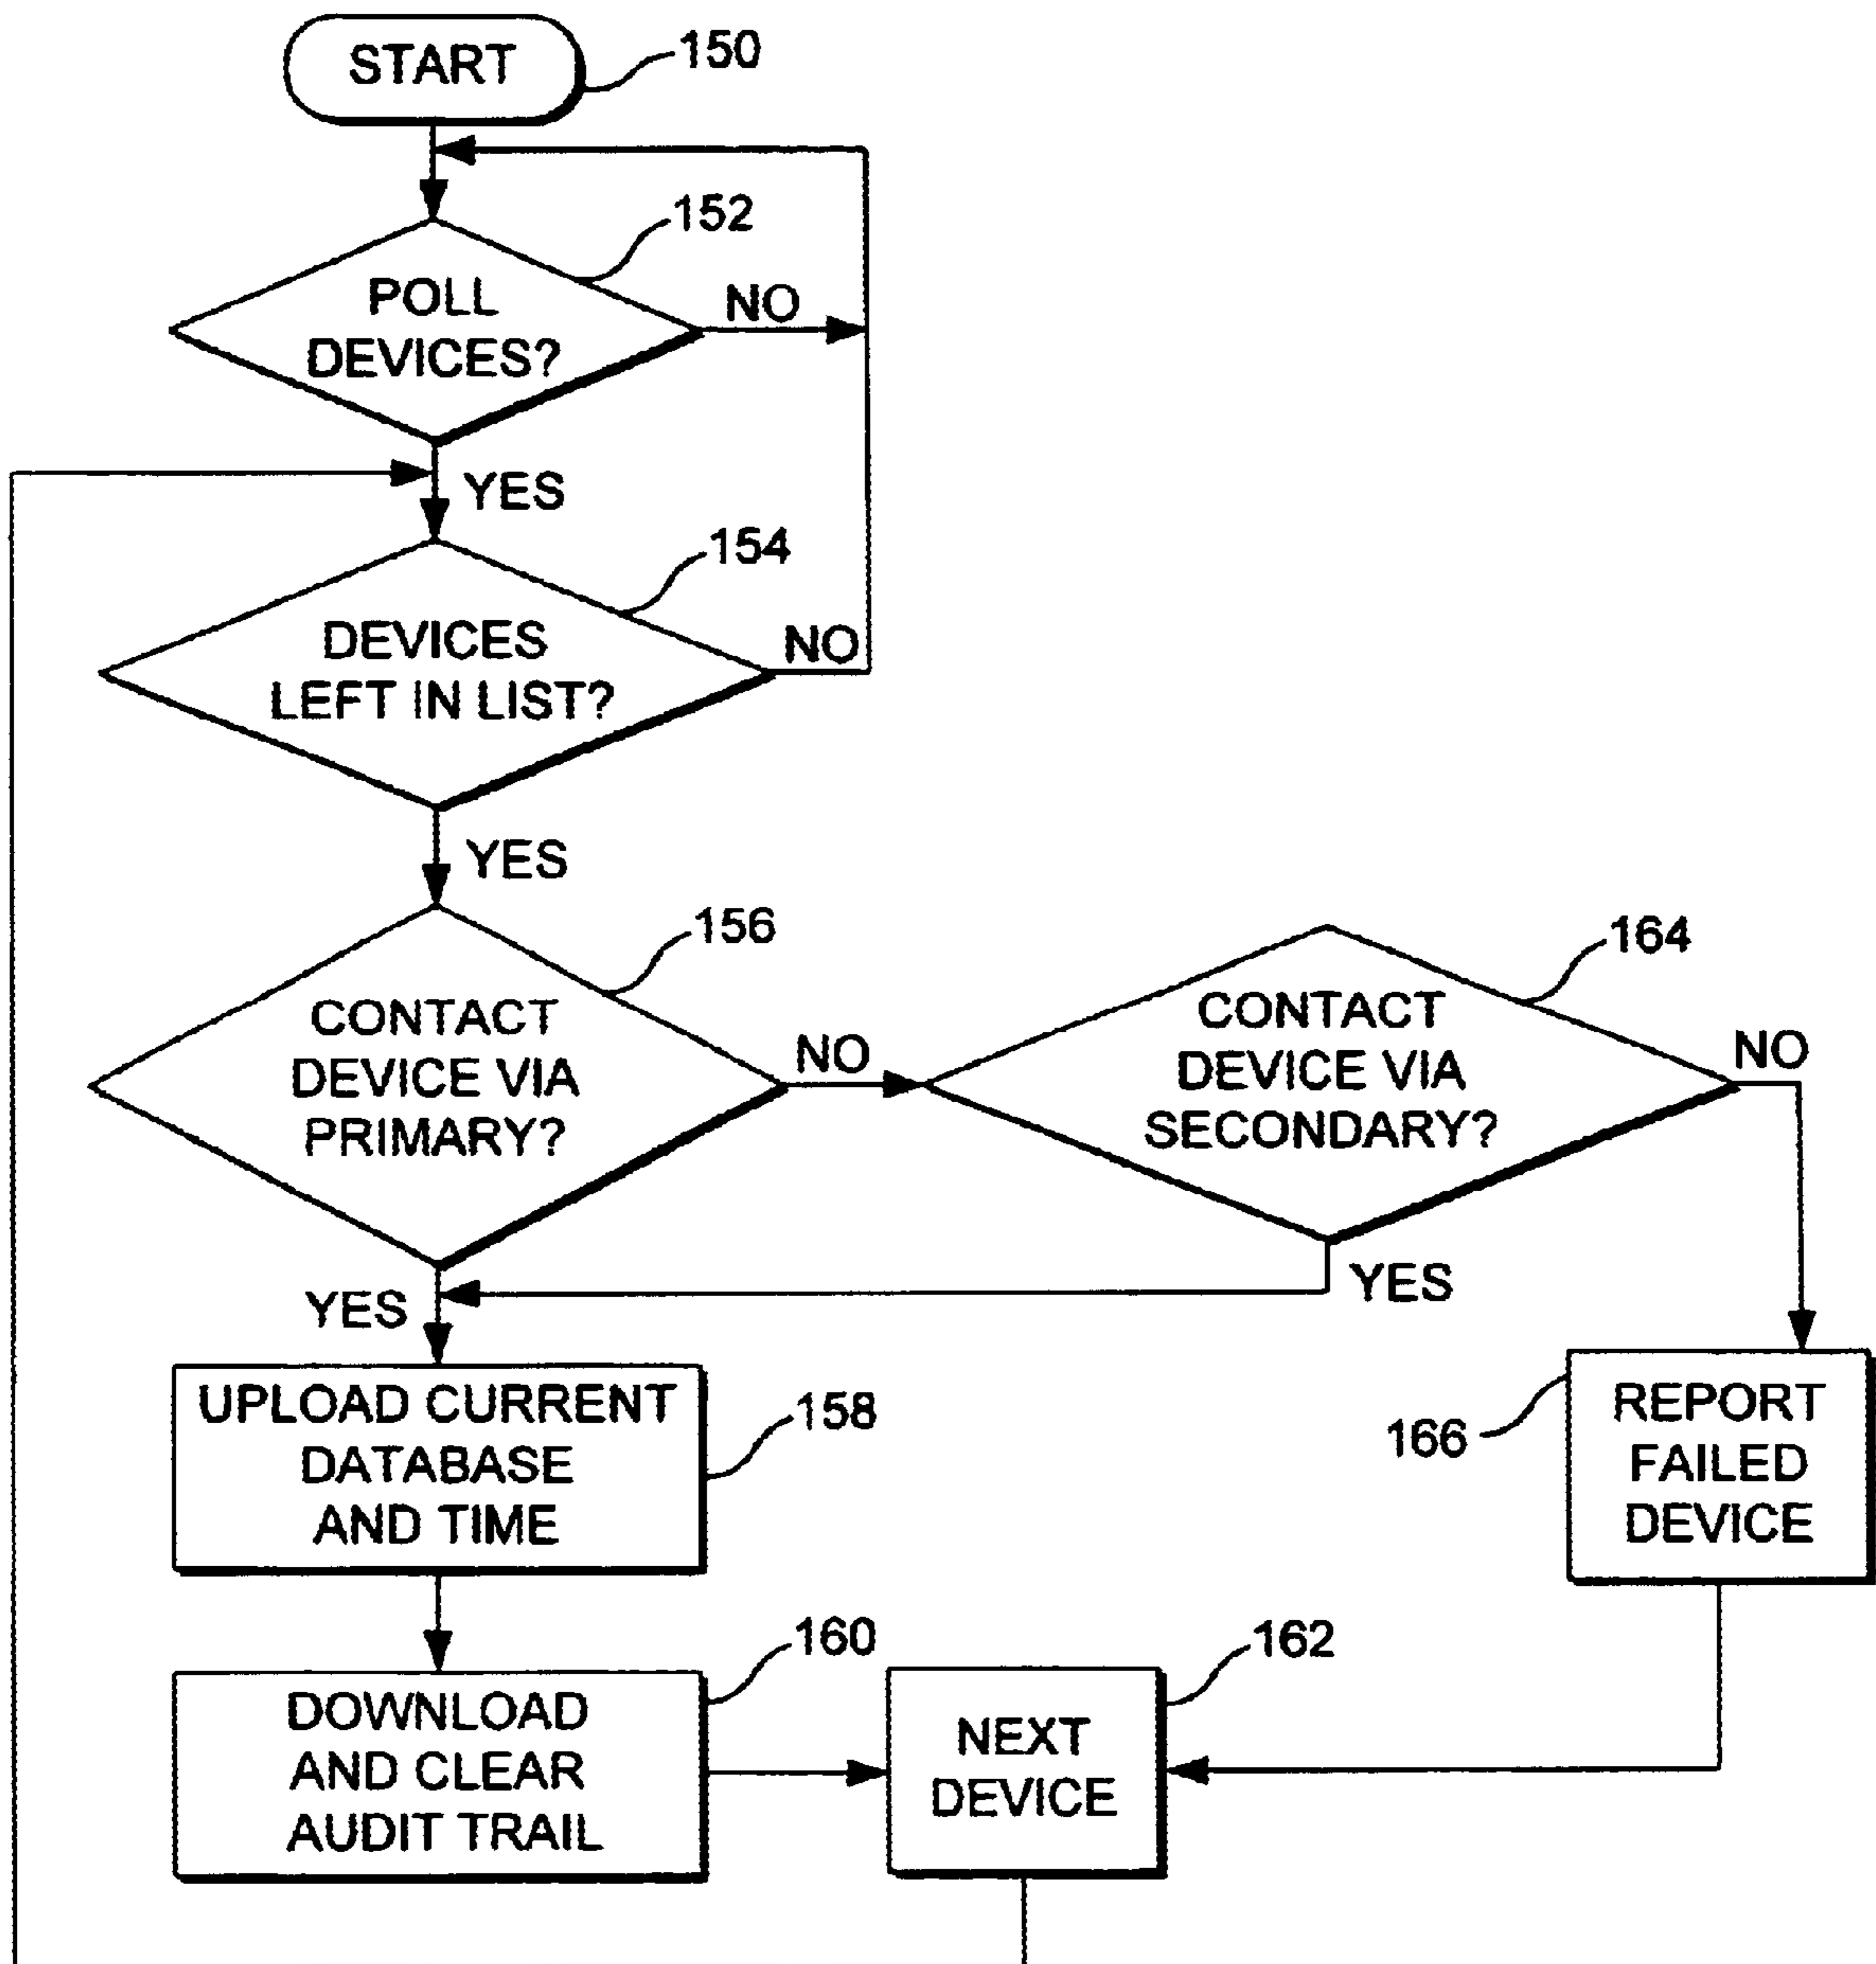 START
150
152
POLL
DEVICES?
NO
YES
154
DEVICES
LEFT IN LIST?
NO
YES
156
CONTACT
DEVICE VIA
PRIMARY?
NO
164
CONTACT
DEVICE VIA
SECONDARY?
NO
YES
YES
UPLOAD CURRENT
DATABASE
AND TIME
158
166
REPORT
FAILED
DEVICE
160
DOWNLOAD
AND CLEAR
AUDIT TRAIL
162
NEXT
DEVICE